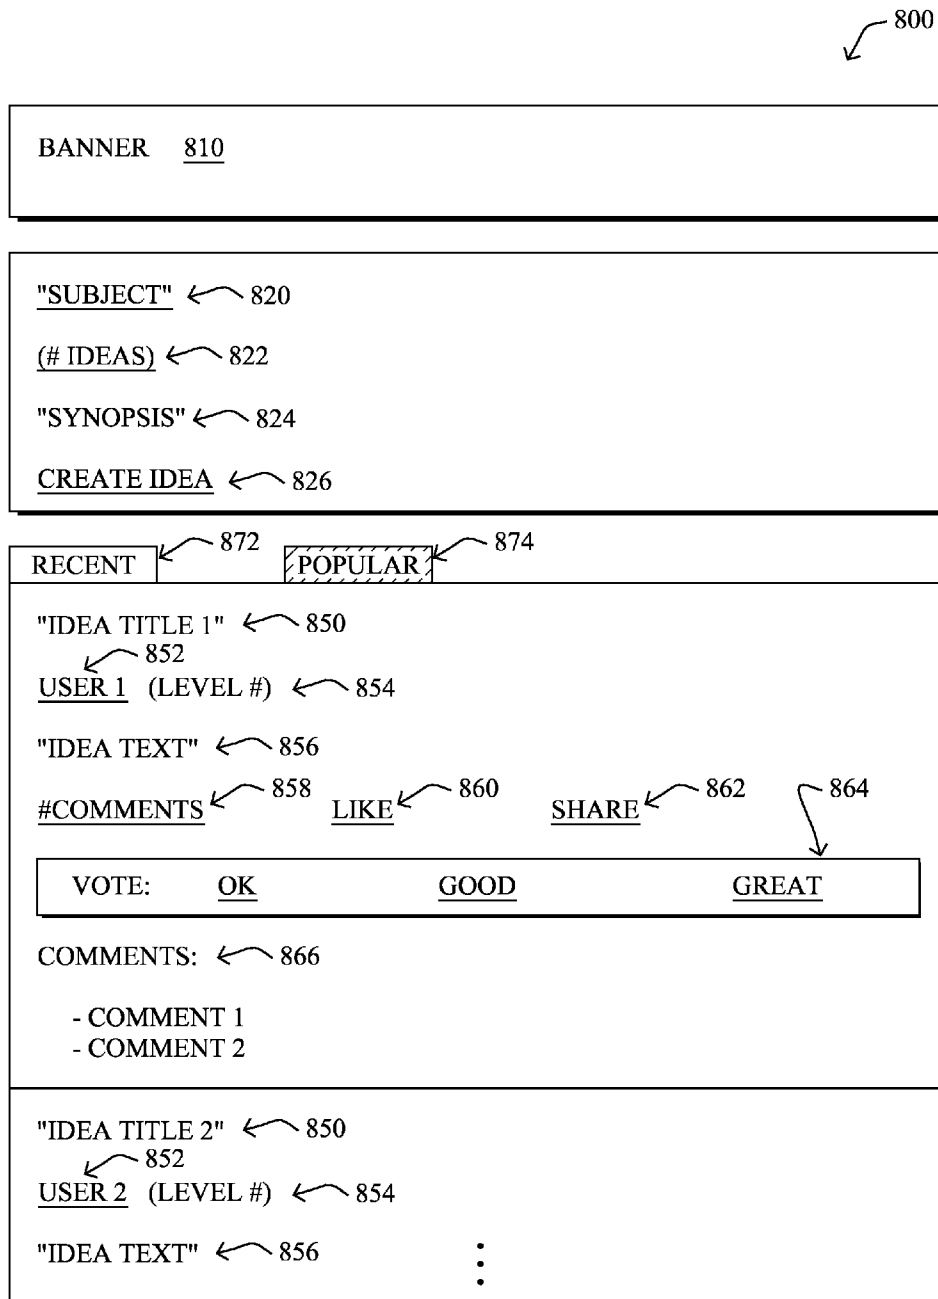 800
BANNER 810
"SUBJECT" 820
(# IDEAS) 822
"SYNOPSIS" 824
CREATE IDEA 826
RECENT 872 POPULAR 874
"IDEA TITLE 1" 850
852
USER 1 (LEVEL #) 854
"IDEA TEXT" 856
#COMMENTS 858 LIKE 860 SHARE 862 864
VOTE: OK GOOD GREAT
COMMENTS: 866
- COMMENT 1
- COMMENT 2
"IDEA TITLE 2" 850
852
USER 2 (LEVEL #) 854
"IDEA TEXT" 856